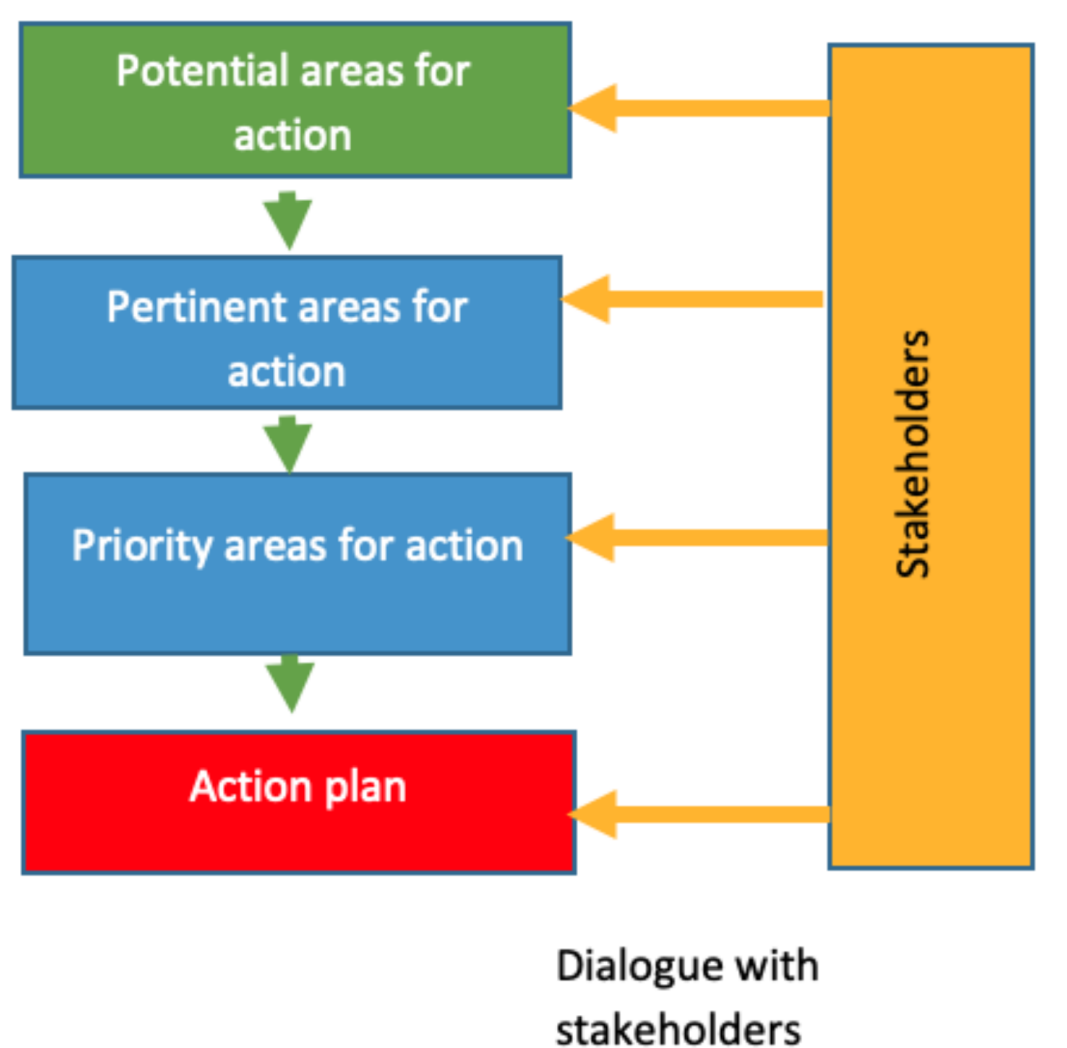 Potential areas for
action
Pertinent areas for
action
Priority areas for action
Action plan
Stakeholders
Dialogue with
stakeholders